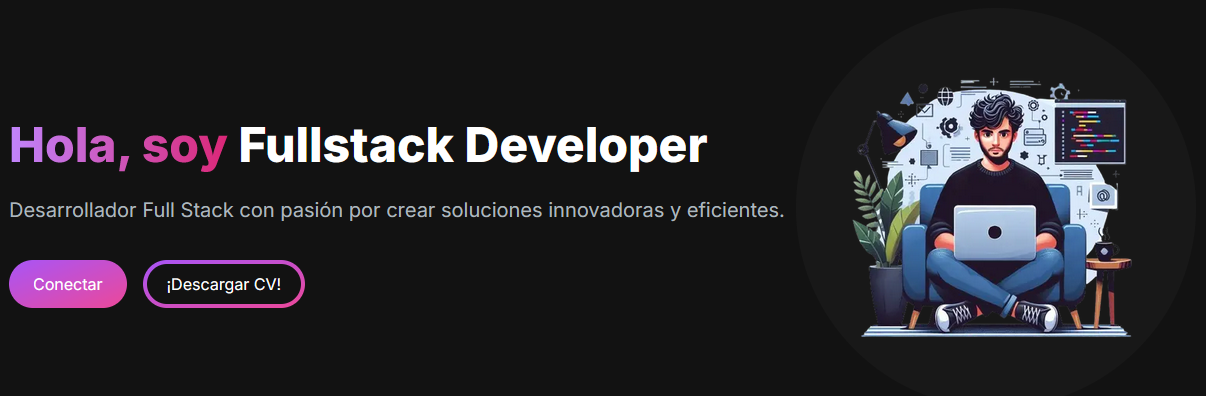 Hola, soy Fullstack Developer
Desarrollador Full Stack con pasión por crear soluciones innovadoras y eficientes.
Conectar
¡Descargar CV!
@